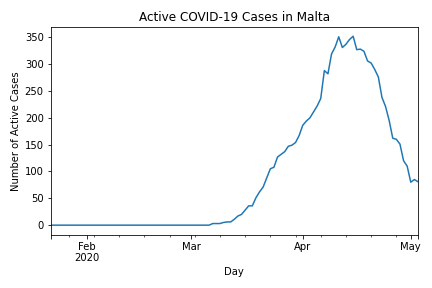 Active COVID-19 Cases in Malta
350
300
250
200
150
100
50
0
Number of Active Cases
Feb
2020
Mar
Apr
May
Day